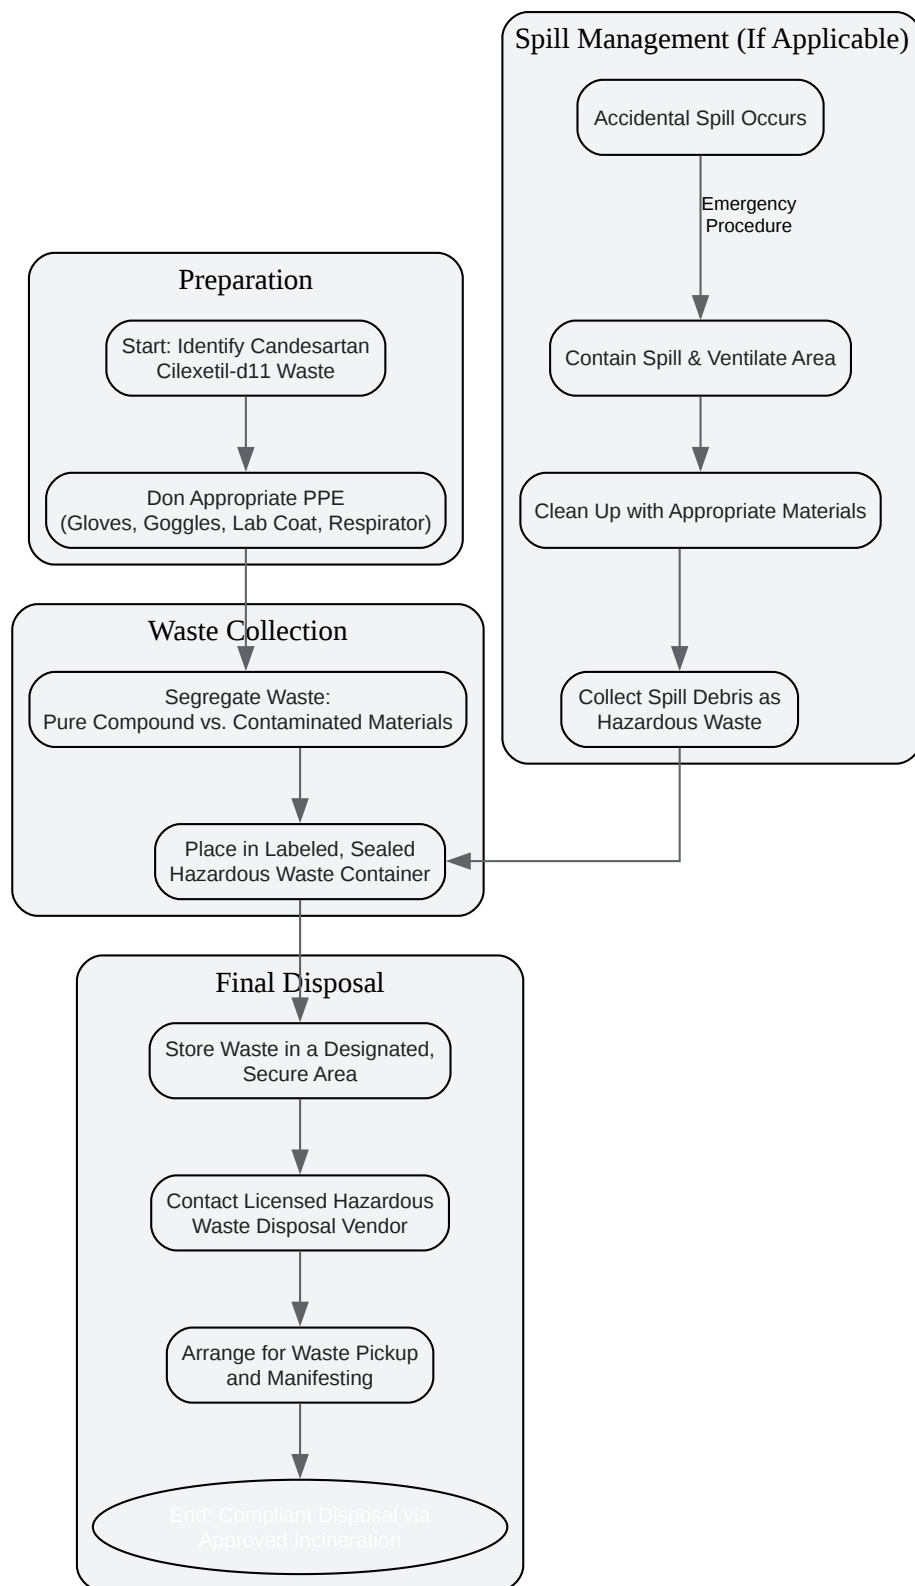 Spill Management (If Applicable)
Accidental Spill Occurs
Emergency
Procedure
Contain Spill & Ventilate Area
Clean Up with Appropriate Materials
Collect Spill Debris as
Hazardous Waste
Preparation
Start: Identify Candesartan
Cilexetil-d11 Waste
Don Appropriate PPE
(Gloves, Goggles, Lab Coat, Respirator)
Waste Collection
Segregate Waste:
Pure Compound vs. Contaminated Materials
Place in Labeled, Sealed
Hazardous Waste Container
Final Disposal
Store Waste in a Designated,
Secure Area
Contact Licensed Hazardous
Waste Disposal Vendor
Arrange for Waste Pickup
and Manifesting
End: Compliant Disposal via
Approved Incineration